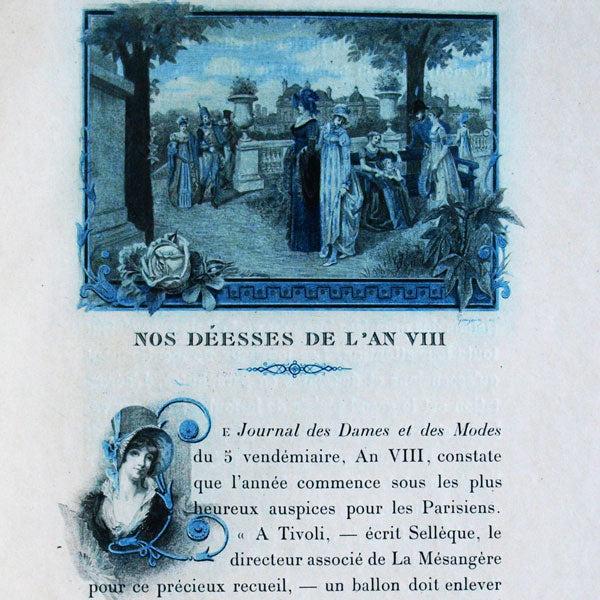 NOS DÉESSES DE L'AN VIII
LE Journal des Dames et des Modes
du 5 vendémiaire, An VIII, constate
que l'année commence sous les plus
heureux auspices pour les Parisiens.
« A Tivoli, — écrit Sellèque, le
directeur associé de La Mésangère
pour ce précieux recueil, — un ballon doit enlever